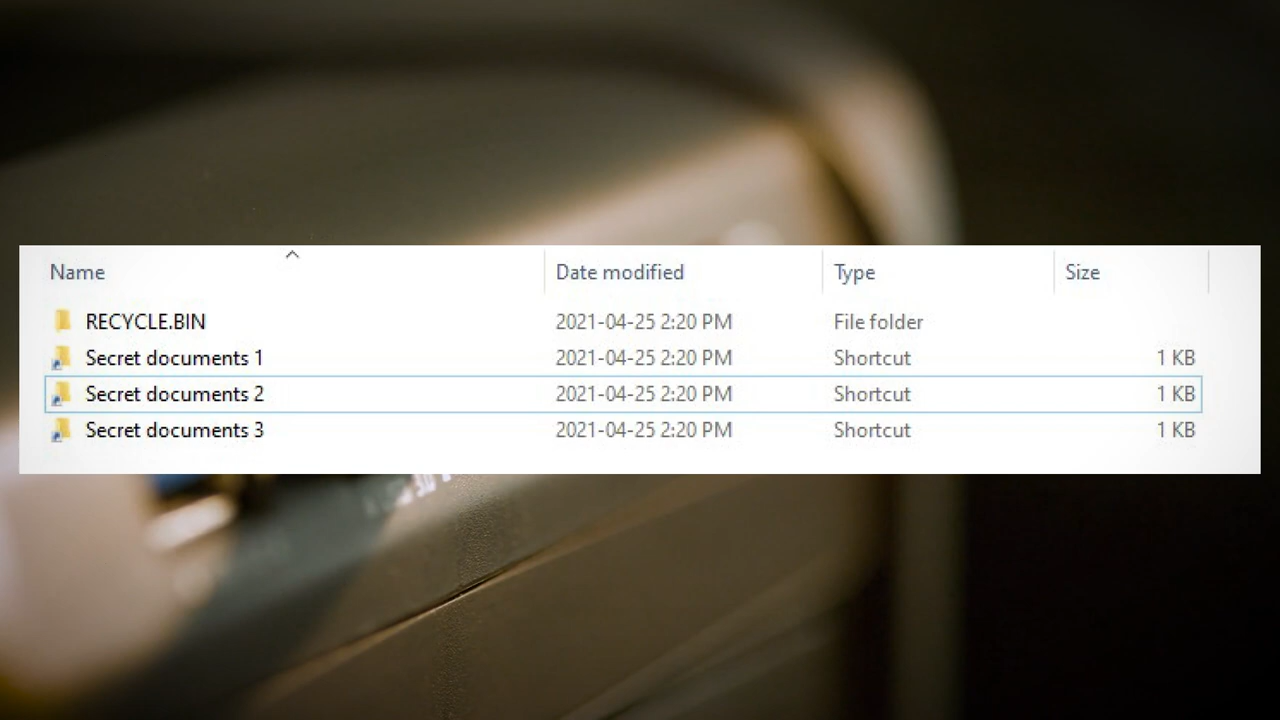 Name Date modified Type Size
RECYCLE.BIN 2021-04-25 2:20 PM File folder
Secret documents 1 2021-04-25 2:20 PM Shortcut 1 KB
Secret documents 2 2021-04-25 2:20 PM Shortcut 1 KB
Secret documents 3 2021-04-25 2:20 PM Shortcut 1 KB